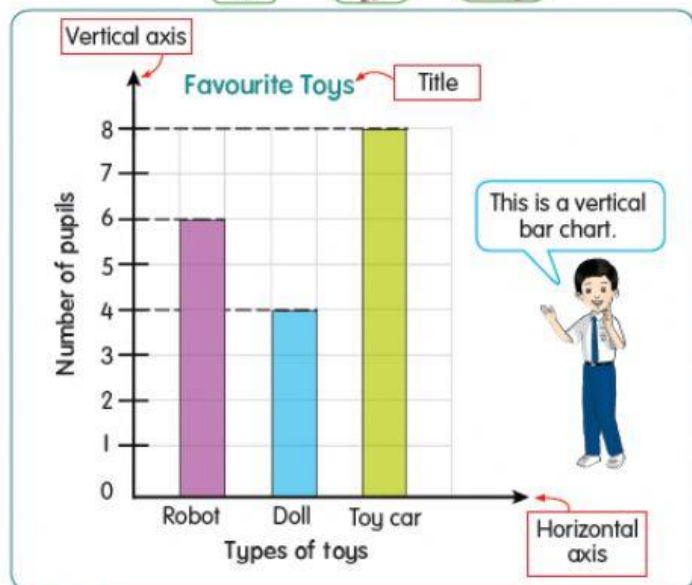 Vertical axis
Favourite Toys
Title
8
7
6
5
4
3
2
1
0
Number of pupils
Robot
Doll
Toy car
Types of toys
Horizontal
axis
This is a vertical
bar chart.